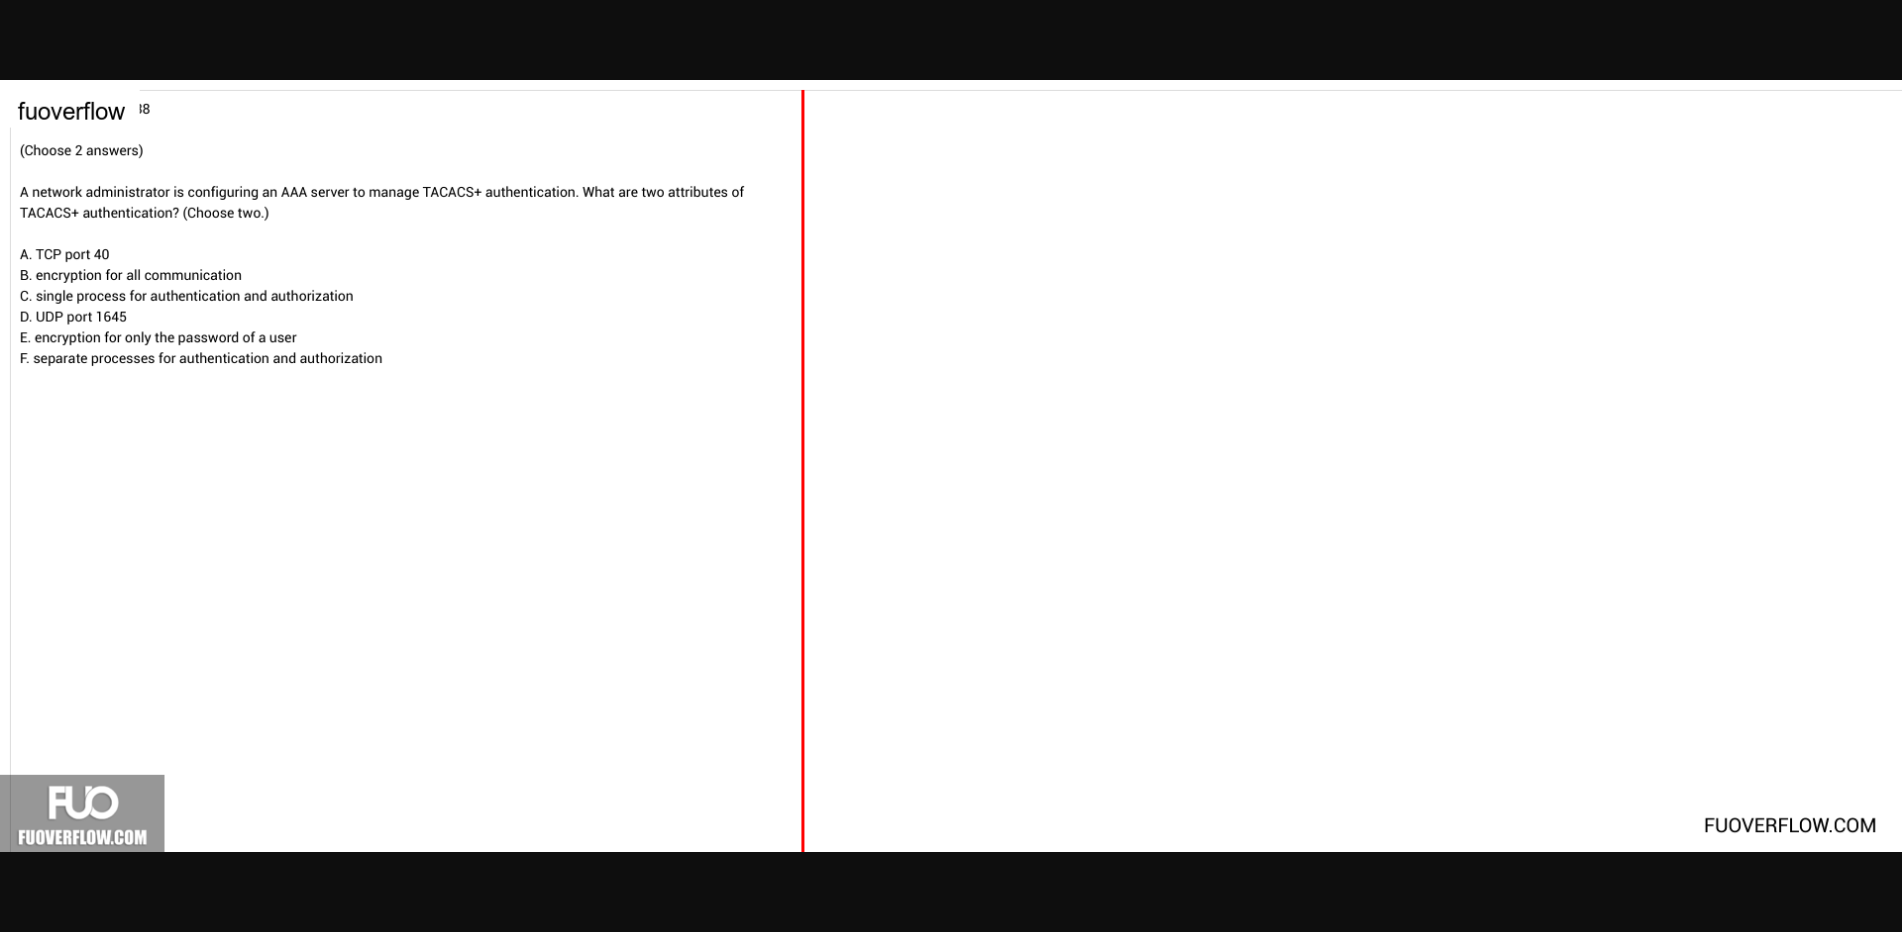 fuoverflow 38
(Choose 2 answers)
A network administrator is configuring an AAA server to manage TACACS+ authentication. What are two attributes of
TACACS+ authentication? (Choose two.)
A. TCP port 40
B. encryption for all communication
C. single process for authentication and authorization
D. UDP port 1645
E. encryption for only the password of a user
F. separate processes for authentication and authorization
FUO
FUOVERFLOW.COM
FUOVERFLOW.COM